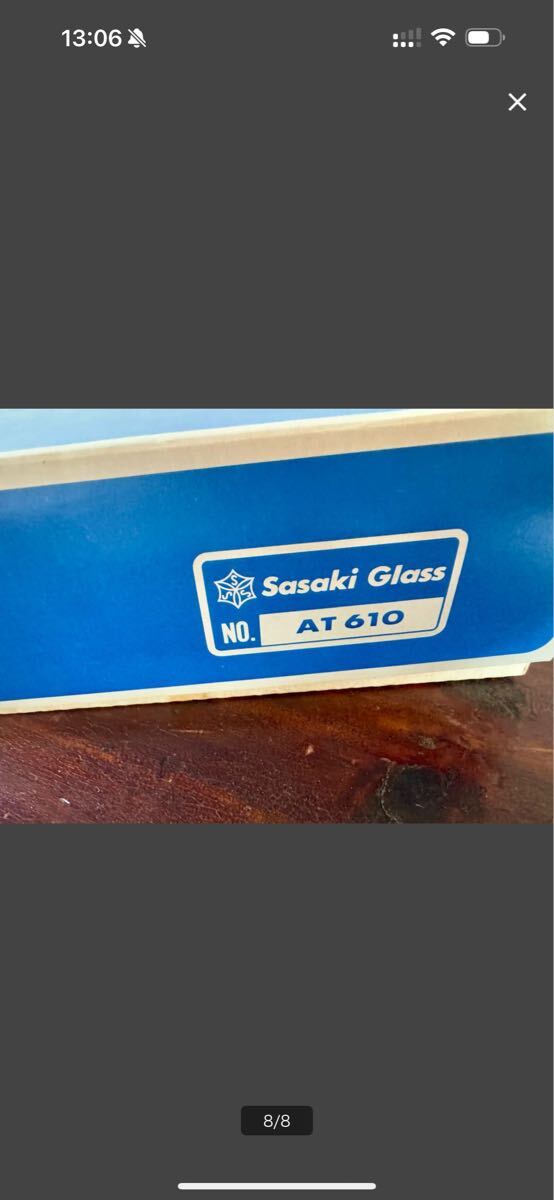 13:06
Sasaki Glass
NO. AT 610
8/8